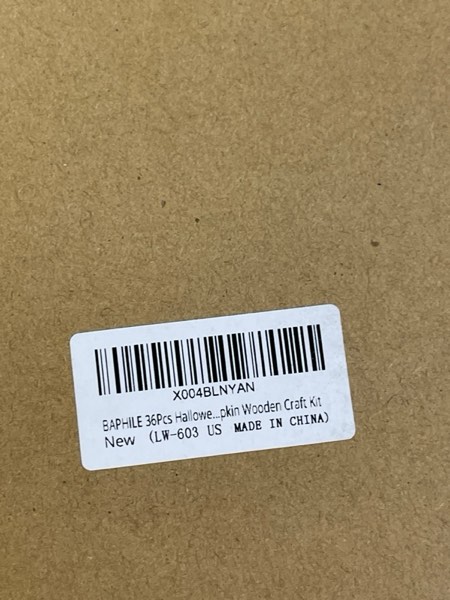 X004BLNYAN
BAPHILE 36Pcs Hallowe...pkin Wooden Craft Kit
New (LW-603 US MADE IN CHINA)